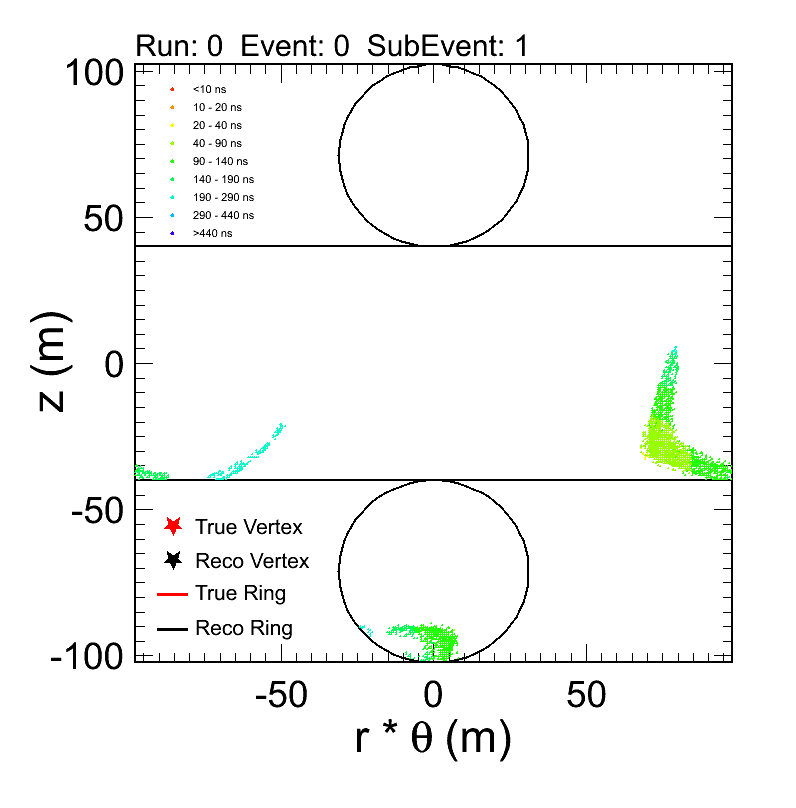 Run: 0 Event: 0 SubEvent: 1
100
<10 ns
10 - 20 ns
20 - 40 ns
40 - 90 ns
90 - 140 ns
140 - 190 ns
190 - 290 ns
290 - 440 ns
>440 ns
50
z (m)
0
-50
True Vertex
Reco Vertex
True Ring
Reco Ring
-100
-50 0 50
r * θ (m)